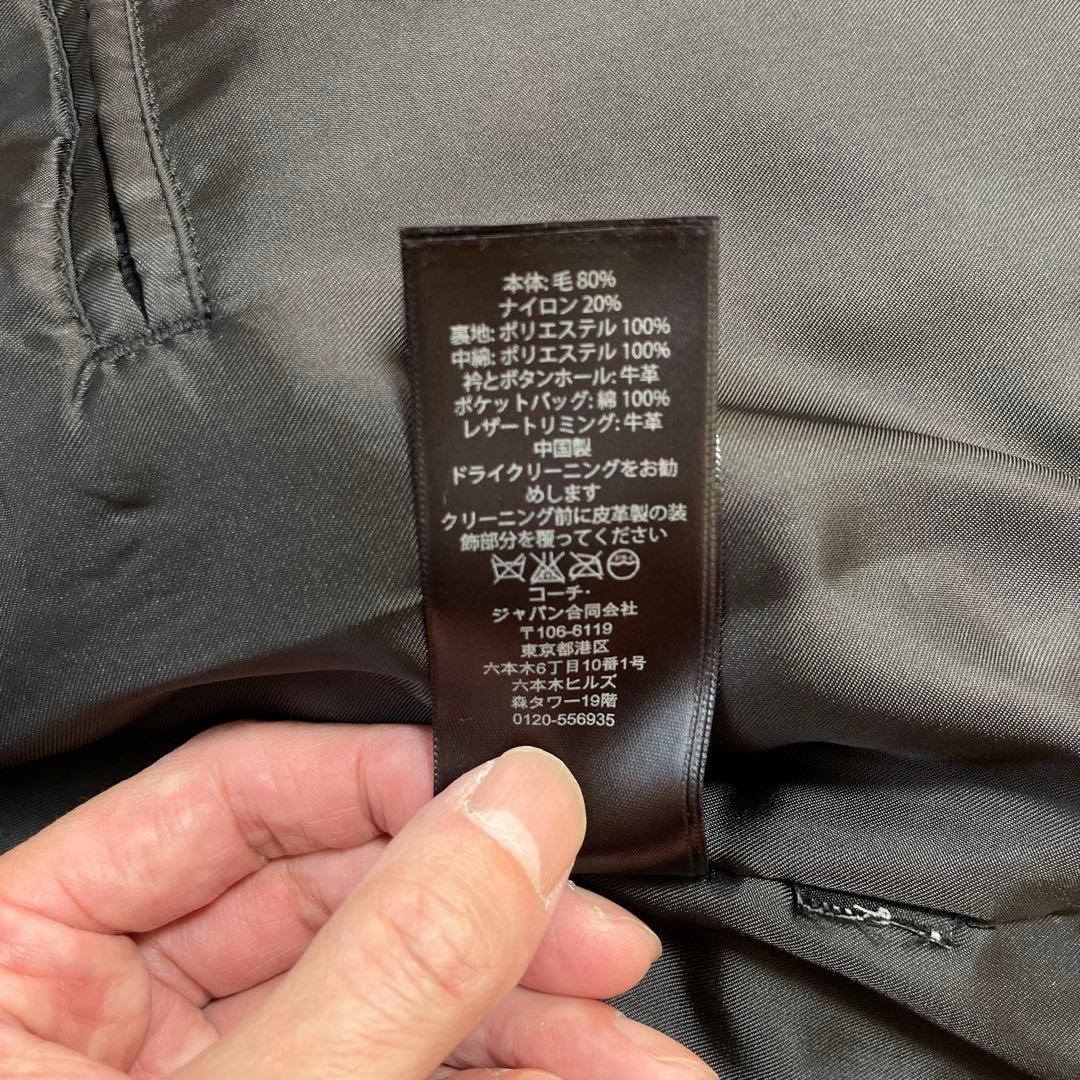 本体: 毛 80%
ナイロン 20%
裏地: ポリエステル 100%
中綿: ポリエステル 100%
衿とボタンホール: 牛革
ポケットバッグ: 綿 100%
レザートリミング: 牛革
中国製
ドライクリーニングをお勧
めします
クリーニング前に皮革製の装
飾部分を覆ってください
コーチ・
ジャパン合同会社
〒106-6119
東京都港区
六本木6丁目10番1号
六本木ヒルズ
森タワー19階
0120-556935